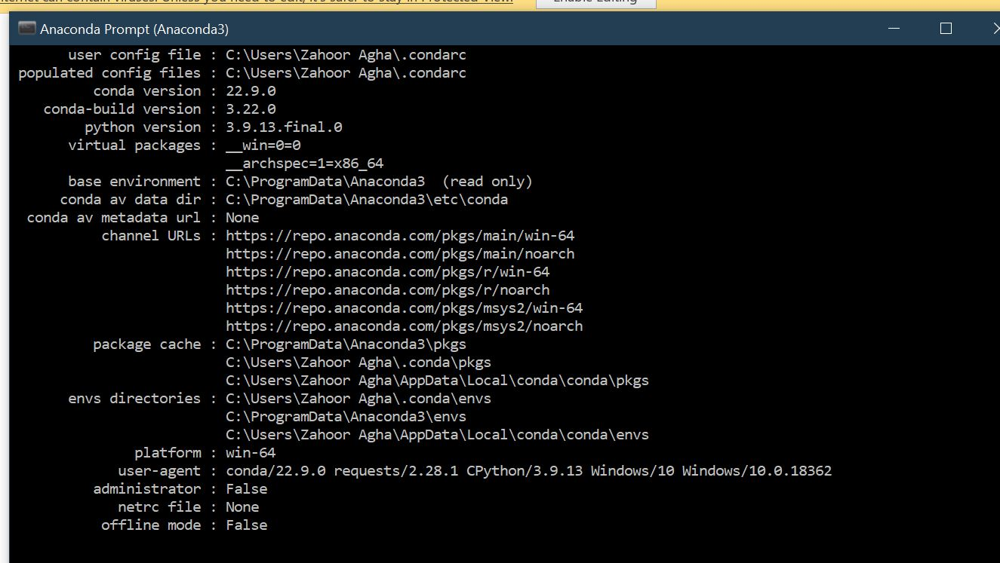 internet can contain viruses. Unless you need to edit, it's safer to stay in Protected View.
Enable Editing
Anaconda Prompt (Anaconda3)
user config file : C:\Users\Zahoor Agha\.condarc
populated config files : C:\Users\Zahoor Agha\.condarc
conda version : 22.9.0
conda-build version : 3.22.0
python version : 3.9.13.final.0
virtual packages : __win=0=0
__archspec=1=x86_64
base environment : C:\ProgramData\Anaconda3  (read only)
conda av data dir : C:\ProgramData\Anaconda3\etc\conda
conda av metadata url : None
channel URLs : https://repo.anaconda.com/pkgs/main/win-64
https://repo.anaconda.com/pkgs/main/noarch
https://repo.anaconda.com/pkgs/r/win-64
https://repo.anaconda.com/pkgs/r/noarch
https://repo.anaconda.com/pkgs/msys2/win-64
https://repo.anaconda.com/pkgs/msys2/noarch
package cache : C:\ProgramData\Anaconda3\pkgs
C:\Users\Zahoor Agha\.conda\pkgs
C:\Users\Zahoor Agha\AppData\Local\conda\conda\pkgs
envs directories : C:\Users\Zahoor Agha\.conda\envs
C:\ProgramData\Anaconda3\envs
C:\Users\Zahoor Agha\AppData\Local\conda\conda\envs
platform : win-64
user-agent : conda/22.9.0 requests/2.28.1 CPython/3.9.13 Windows/10 Windows/10.0.18362
administrator : False
netrc file : None
offline mode : False